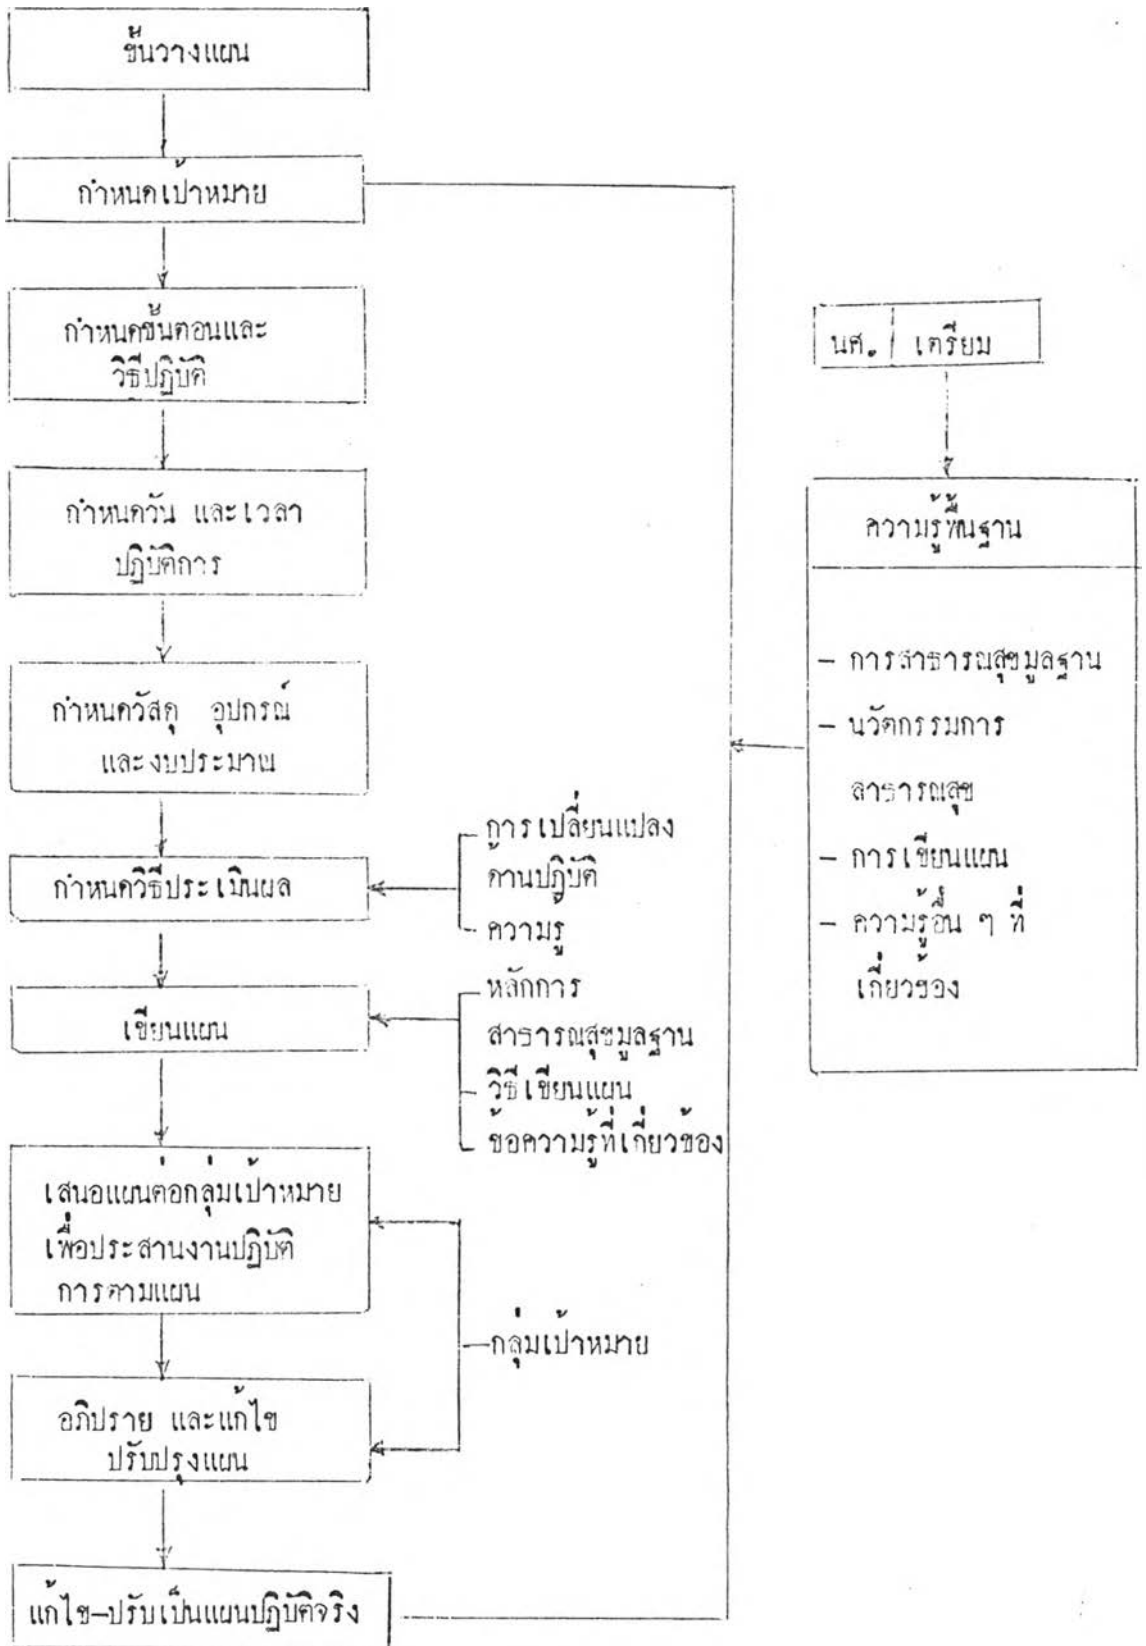 ขั้นวางแผน
กำหนดเป้าหมาย
กำหนดขั้นตอนและ
วิธีปฏิบัติ
กำหนดวัน และเวลา
ปฏิบัติการ
กำหนดวัสดุ อุปกรณ์
และงบประมาณ
กำหนดวิธีประเมินผล
เขียนแผน
เสนอแผนต่อกลุ่มเป้าหมาย
เพื่อประสานงานปฏิบัติ
การตามแผน
อภิปราย และแก้ไข
ปรับปรุงแผน
แก้ไข-ปรับเป็นแผนปฏิบัติจริง
การเปลี่ยนแปลง
ด้านปฏิบัติ
ความรู้
หลักการ
สาธารณสุขมูลฐาน
วิธีเขียนแผน
ข้อความรู้ที่เกี่ยวข้อง
กลุ่มเป้าหมาย
นศ. เตรียม
ความรู้พื้นฐาน
- การสาธารณสุขมูลฐาน
- นวัตกรรมการ
สาธารณสุข
- การเขียนแผน
- ความรู้อื่น ๆ ที่
เกี่ยวข้อง